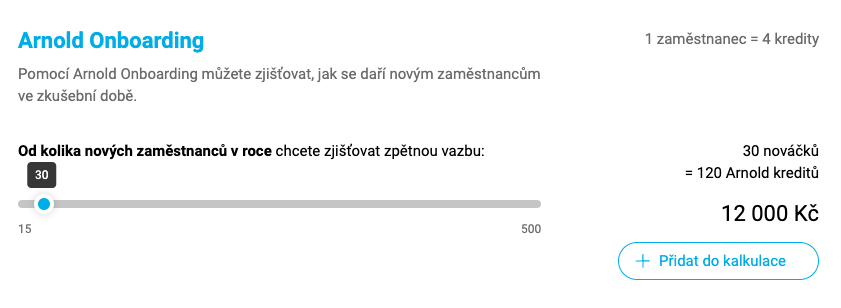 Arnold Onboarding
1 zaměstnanec = 4 kredity
Pomocí Arnold Onboarding můžete zjišťovat, jak se daří novým zaměstnancům
ve zkušební době.
Od kolika nových zaměstnanců v roce chcete zjišťovat zpětnou vazbu:
30
15
500
30 nováčků
= 120 Arnold kreditů
12 000 Kč
Přidat do kalkulace